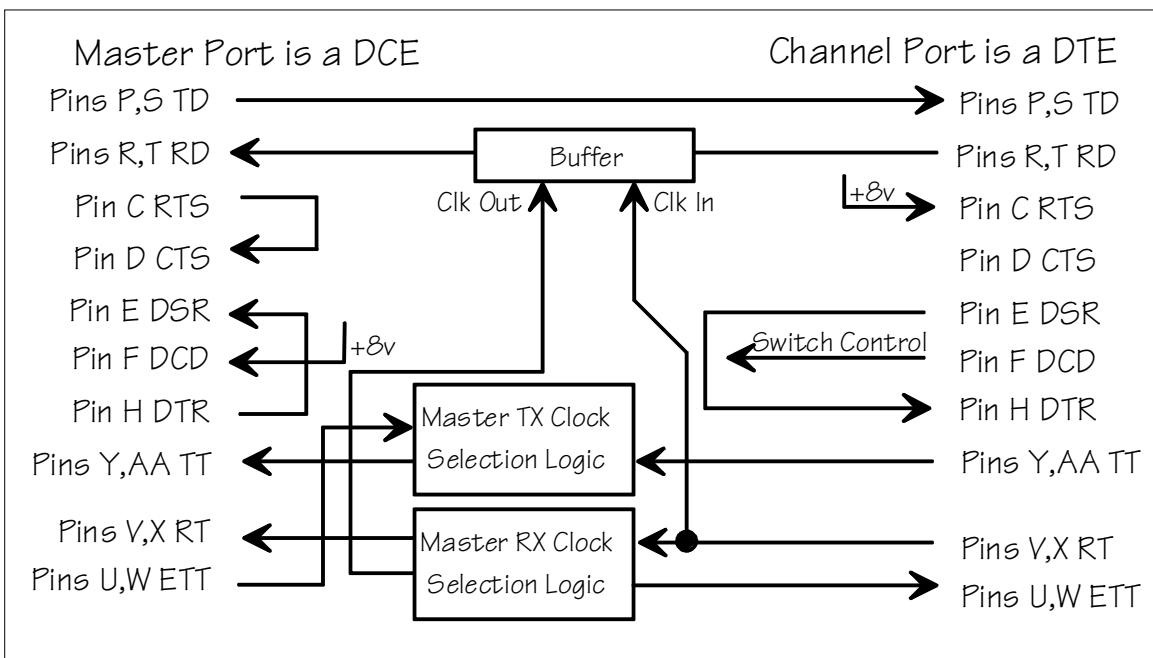 Master Port is a DCE
Channel Port is a DTE
Pins P,S TD
Pins P,S TD
Pins R,T RD
Buffer
Pins R,T RD
Clk Out
Clk In
Pin C RTS
+8v
Pin C RTS
Pin D CTS
Pin D CTS
Pin E DSR
Pin E DSR
+8v
Switch Control
Pin F DCD
Pin F DCD
Pin H DTR
Pin H DTR
Master TX Clock
Selection Logic
Pins Y,AA TT
Pins Y,AA TT
Pins V,X RT
Master RX Clock
Selection Logic
Pins V,X RT
Pins U,W ETT
Pins U,W ETT